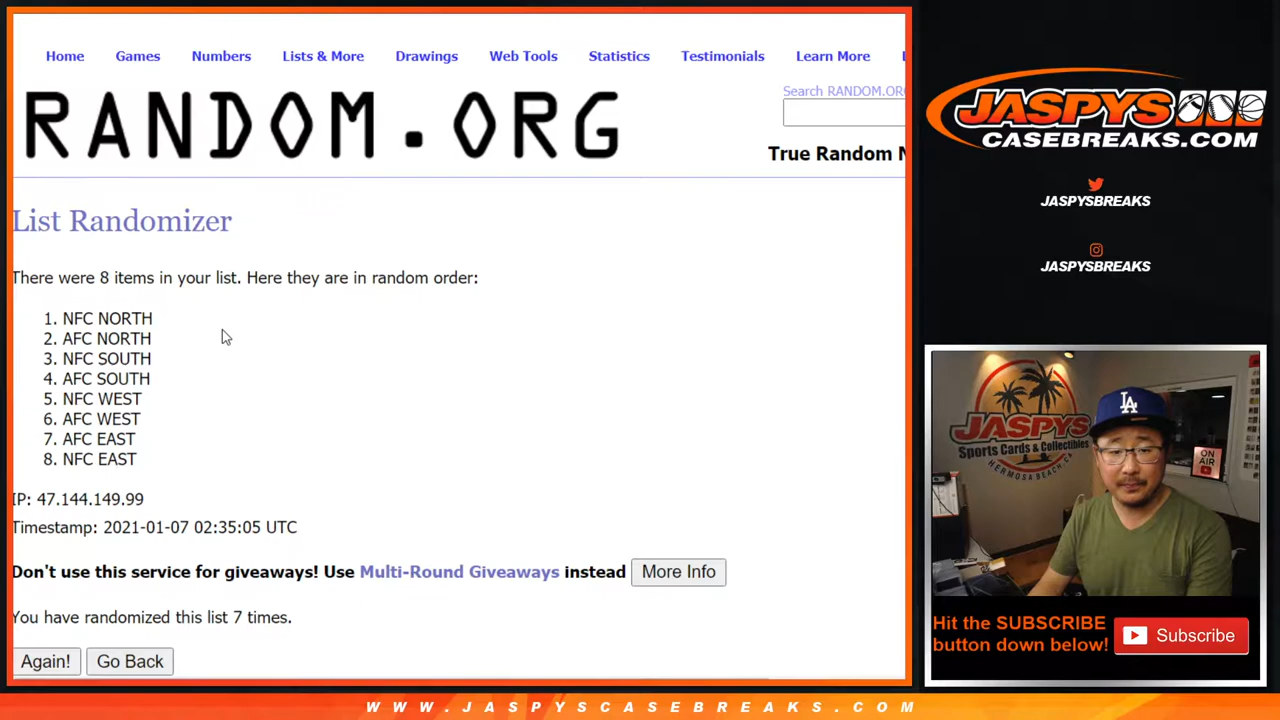 Home Games Numbers Lists & More Drawings Web Tools Statistics Testimonials Learn More
RANDOM.ORG
Search RANDOM.ORG
True Random N
List Randomizer
There were 8 items in your list. Here they are in random order:
1. NFC NORTH
2. AFC NORTH
3. NFC SOUTH
4. AFC SOUTH
5. NFC WEST
6. AFC WEST
7. AFC EAST
8. NFC EAST
IP: 47.144.149.99
Timestamp: 2021-01-07 02:35:05 UTC
Don't use this service for giveaways! Use Multi-Round Giveaways instead More Info
You have randomized this list 7 times.
Again! Go Back
JASPYS
CASEBREAKS.COM
JASPYSBREAKS
JASPYSBREAKS
JASPYS
Sports Cards & Collectibles
HERMOSA BEACH, CA
LA
ON
AIR
Hit the SUBSCRIBE
button down below!
Subscribe
WWW.JASPYSCASEBREAKS.COM